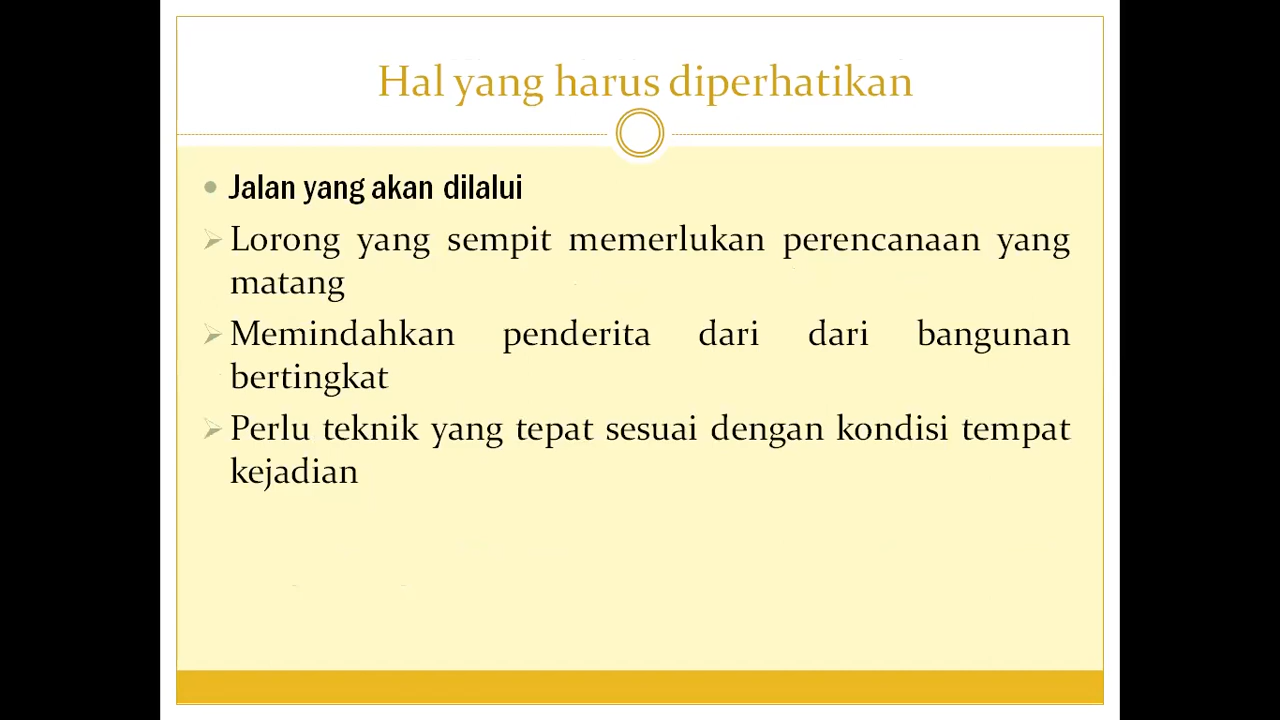 Hal yang harus diperhatikan
Jalan yang akan dilalui
Lorong yang sempit memerlukan perencanaan yang
matang
Memindahkan penderita dari dari bangunan
bertingkat
Perlu teknik yang tepat sesuai dengan kondisi tempat
kejadian